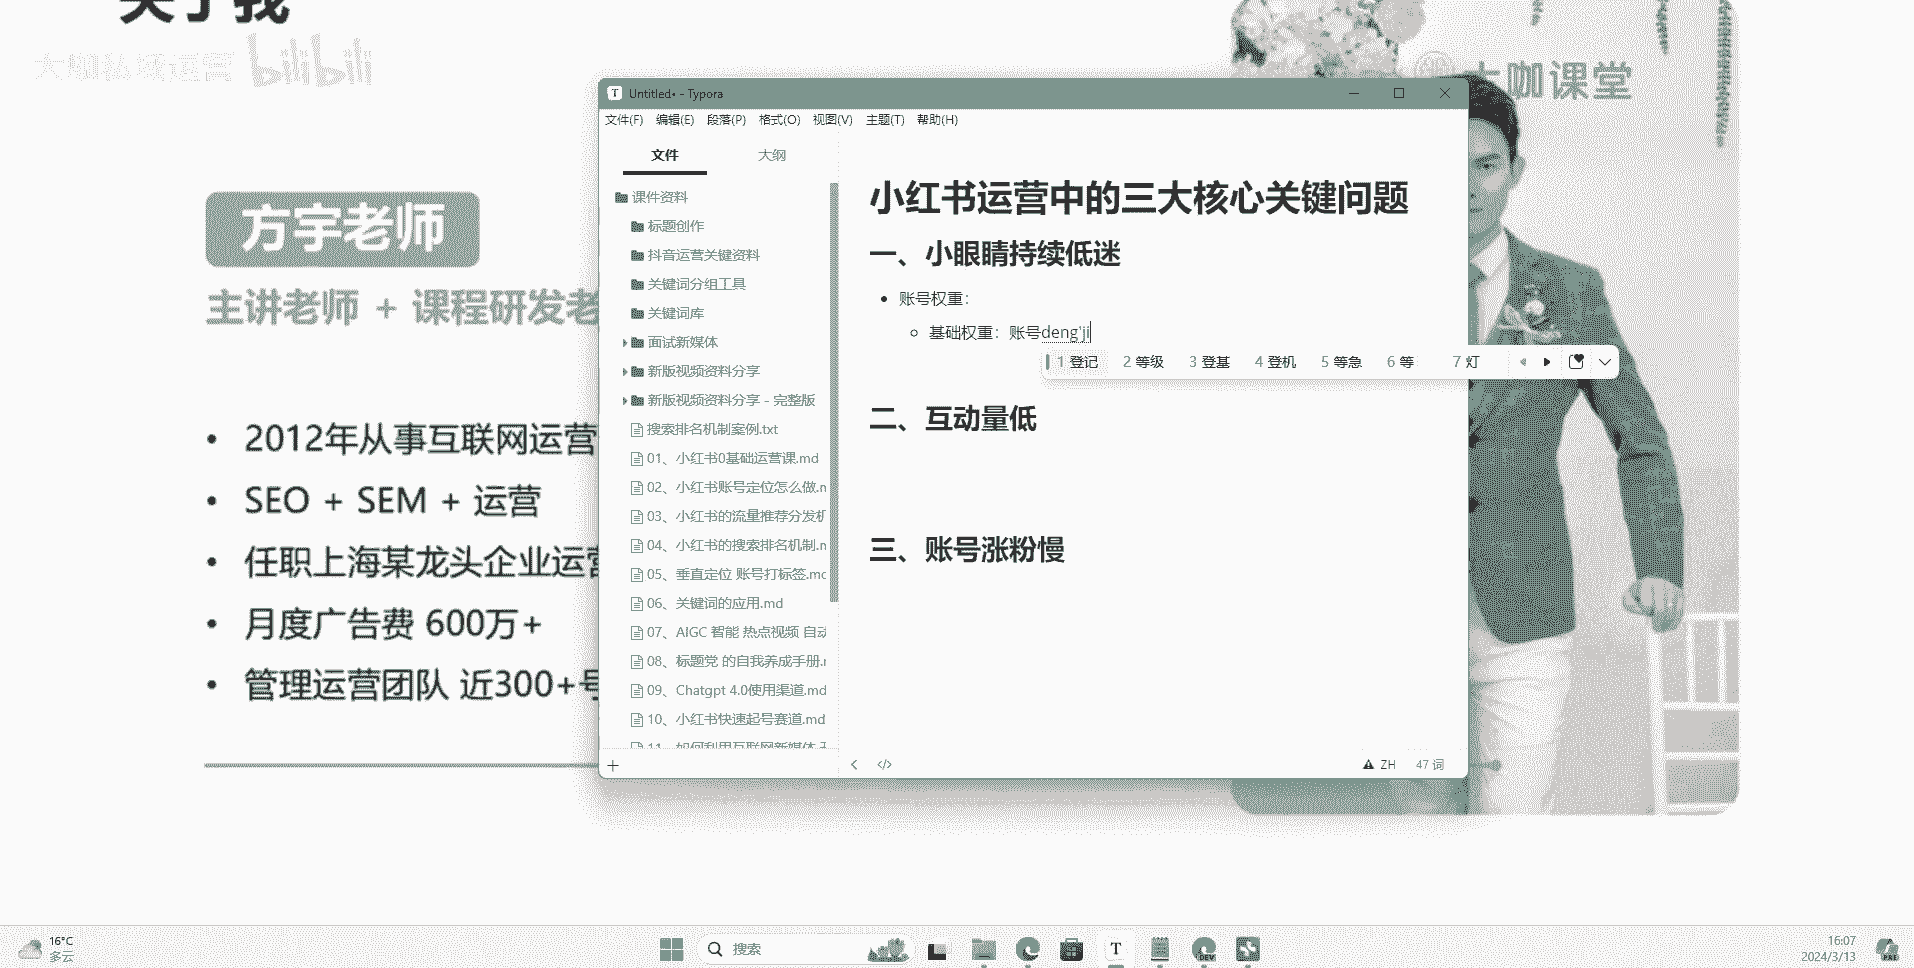 关于我
大咖私域运营 bilibili
大咖课堂
方宇老师
主讲老师 + 课程研发老
2012年从事互联网运营
SEO + SEM + 运营
任职上海某龙头企业运营
月度广告费 600万+
管理运营团队 近300+号
Untitled• - Typora
文件(F) 编辑(E) 段落(P) 格式(O) 视图(V) 主题(T) 帮助(H)
文件 大纲
课件资料
标题创作
抖音运营关键资料
关键词分组工具
关键词库
面试新媒体
新版视频资料分享
新版视频资料分享 - 完整版
搜索排名机制案例.txt
01、小红书0基础运营课.md
02、小红书账号定位怎么做.m
03、小红书的流量推荐分发机
04、小红书的搜索排名机制.m
05、垂直定位 账号打标签.md
06、关键词的应用.md
07、AIGC 智能 热点视频 自动
08、标题党 的自我养成手册.m
09、Chatgpt 4.0使用渠道.md
10、小红书快速起号赛道.md
11、如何利用互联网新媒体
小红书运营中的三大核心关键问题
一、小眼睛持续低迷
账号权重：
基础权重：账号deng'ji
1 登记 2 等级 3 登基 4 登机 5 等急 6 等 7 灯
二、互动量低
三、账号涨粉慢
ZH 47 词
16°C
多云
搜索
T
DEV
16:07
2024/3/13
PRE